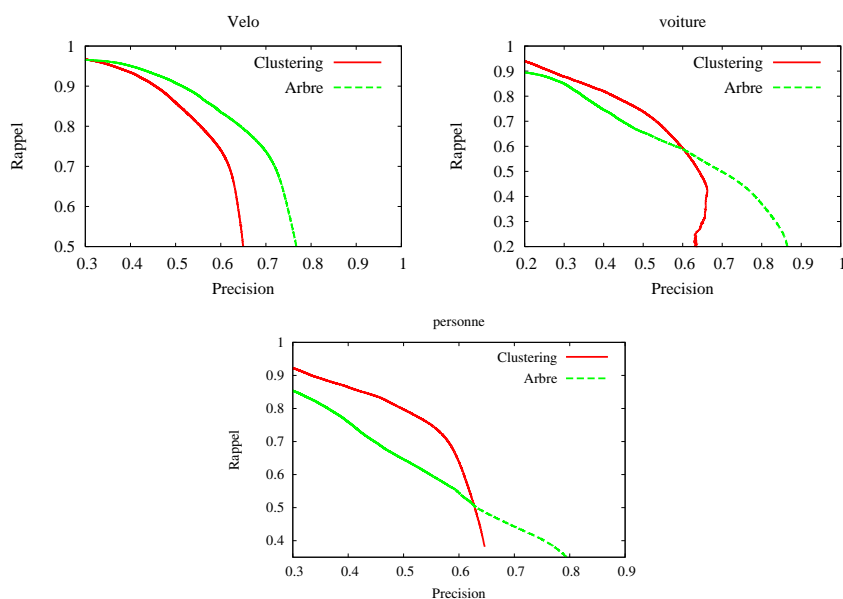 Velo
1
0.9
0.8
0.7
0.6
0.5
Rappel
Clustering
Arbre
0.3 0.4 0.5 0.6 0.7 0.8 0.9 1
Precision
voiture
1
0.9
0.8
0.7
0.6
0.5
0.4
0.3
0.2
Rappel
Clustering
Arbre
0.2 0.3 0.4 0.5 0.6 0.7 0.8 0.9 1
Precision
personne
1
0.9
0.8
0.7
0.6
0.5
0.4
Rappel
Clustering
Arbre
0.3 0.4 0.5 0.6 0.7 0.8 0.9
Precision